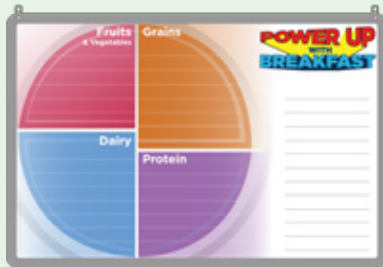 Fruits
& Vegetables
Grains
Dairy
Protein
POWER UP
WITH
BREAKFAST